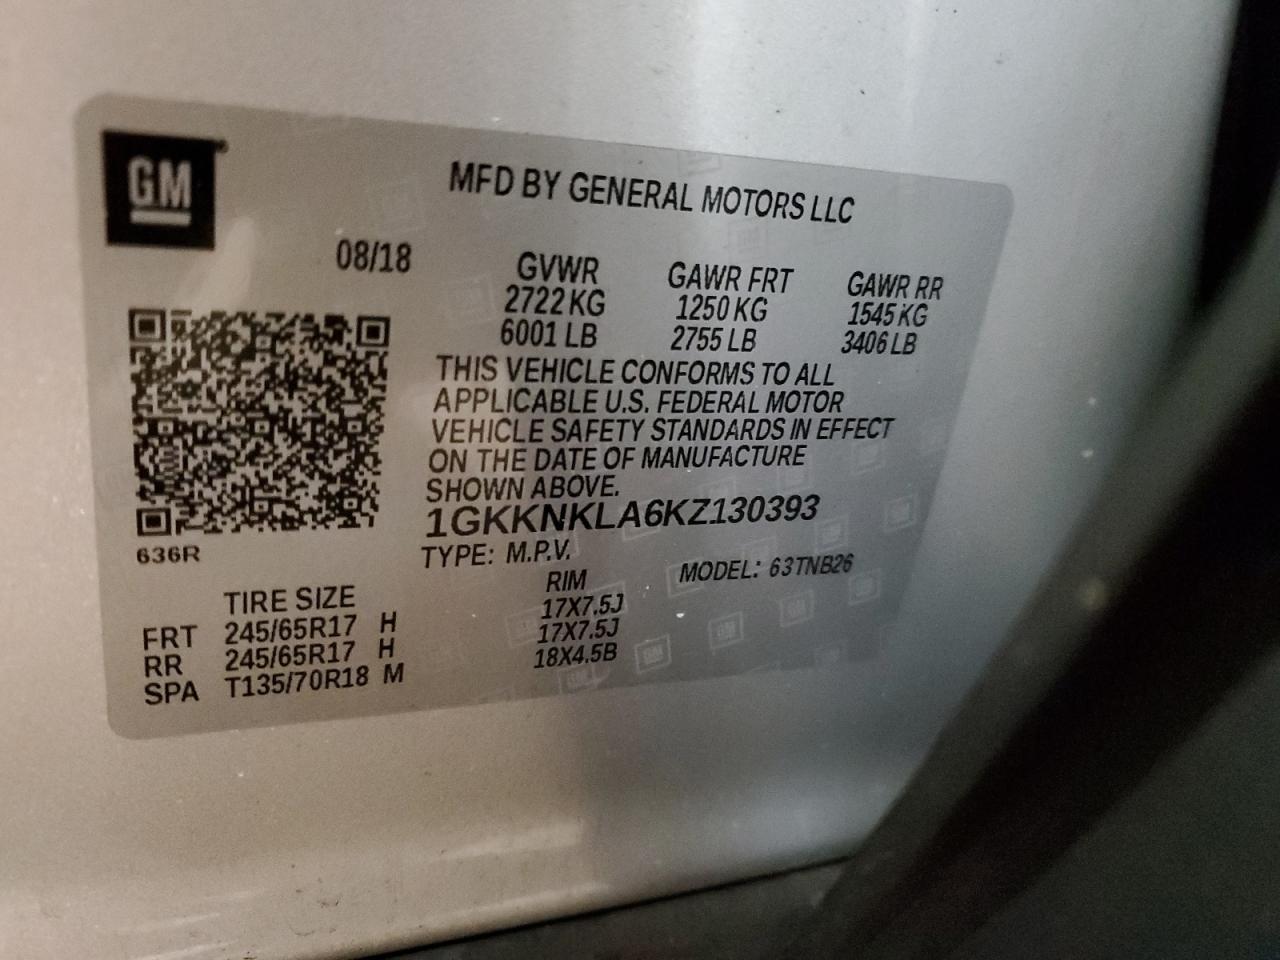 GM
MFD BY GENERAL MOTORS LLC
08/18
GVWR GAWR FRT GAWR RR
2722 KG 1250 KG 1545 KG
6001 LB 2755 LB 3406 LB
THIS VEHICLE CONFORMS TO ALL
APPLICABLE U.S. FEDERAL MOTOR
VEHICLE SAFETY STANDARDS IN EFFECT
ON THE DATE OF MANUFACTURE
SHOWN ABOVE.
1GKKNKLA6KZ130393
636R
TYPE: M.P.V. MODEL: 63TNB26
TIRE SIZE RIM
FRT 245/65R17 H 17X7.5J
RR 245/65R17 H 17X7.5J
SPA T135/70R18 M 18X4.5B